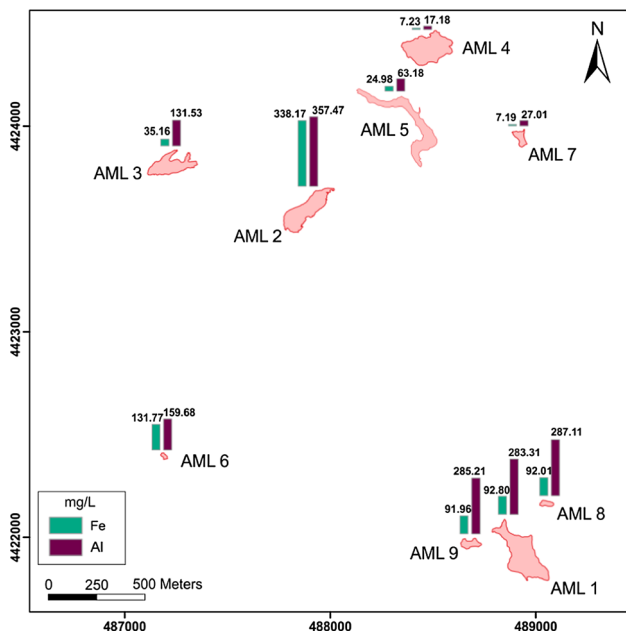 7.23 17.18
N
AML 4
24.98 63.18
131.53
35.16
338.17 357.47
7.19 27.01
AML 5
AML 7
AML 3
AML 2
4424000
4423000
4422000
131.77 159.68
AML 6
287.11
283.31
285.21
92.01
92.80
91.96
AML 8
AML 9
AML 1
mg/L
Fe
Al
0 250 500 Meters
487000 488000 489000